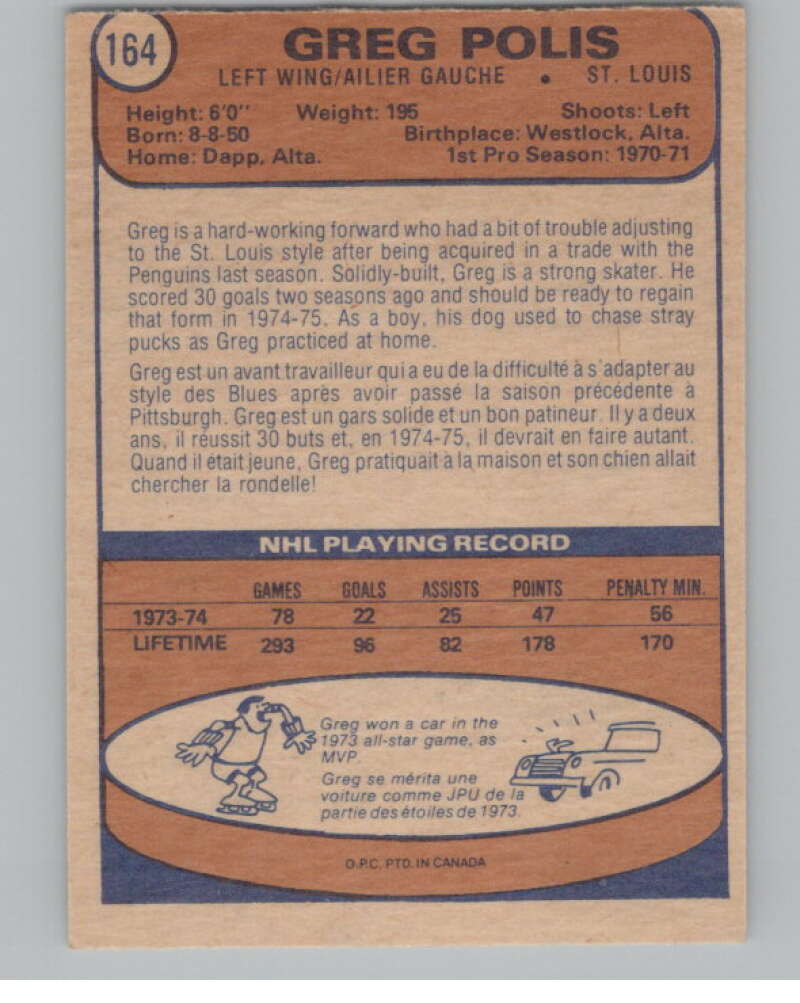 164
GREG POLIS
LEFT WING/AILIER GAUCHE • ST. LOUIS
Height: 6'0" Weight: 195 Shoots: Left
Born: 8-8-50 Birthplace: Westlock, Alta.
Home: Dapp, Alta. 1st Pro Season: 1970-71
Greg is a hard-working forward who had a bit of trouble adjusting
to the St. Louis style after being acquired in a trade with the
Penguins last season. Solidly-built, Greg is a strong skater. He
scored 30 goals two seasons ago and should be ready to regain
that form in 1974-75. As a boy, his dog used to chase stray
pucks as Greg practiced at home.
Greg est un avant travailleur qui a eu de la difficulté à s'adapter au
style des Blues après avoir passé la saison précédente à
Pittsburgh. Greg est un gars solide et un bon patineur. Il y a deux
ans, il réussit 30 buts et, en 1974-75, il devrait en faire autant.
Quand il était jeune, Greg pratiquait à la maison et son chien allait
chercher la rondelle!
NHL PLAYING RECORD
GAMES GOALS ASSISTS POINTS PENALTY MIN.
1973-74 78 22 25 47 56
LIFETIME 293 96 82 178 170
Greg won a car in the
1973 all-star game, as
MVP.
Greg se mérita une
voiture comme JPU de la
partie des étoiles de 1973.
O.P.C. PTD. IN CANADA